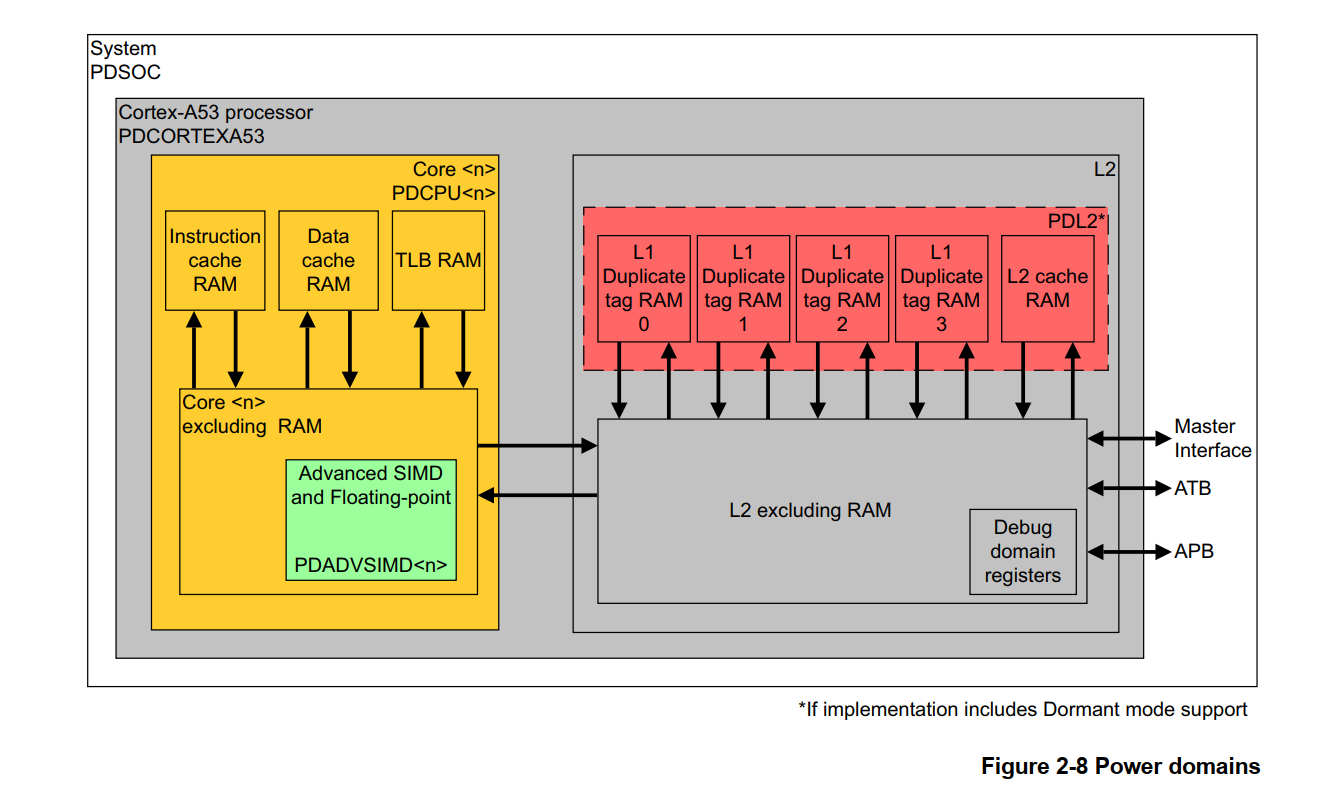 System
PDSOC
Cortex-A53 processor
PDCORTEXA53
Core <n>
PDCPU<n>
Instruction
cache
RAM
Data
cache
RAM
TLB RAM
Core <n>
excluding RAM
Advanced SIMD
and Floating-point
PDADVSIMD<n>
L2
PDL2*
L1
Duplicate
tag RAM
0
L1
Duplicate
tag RAM
1
L1
Duplicate
tag RAM
2
L1
Duplicate
tag RAM
3
L2 cache
RAM
L2 excluding RAM
Debug
domain
registers
Master
Interface
ATB
APB
*If implementation includes Dormant mode support
Figure 2-8 Power domains